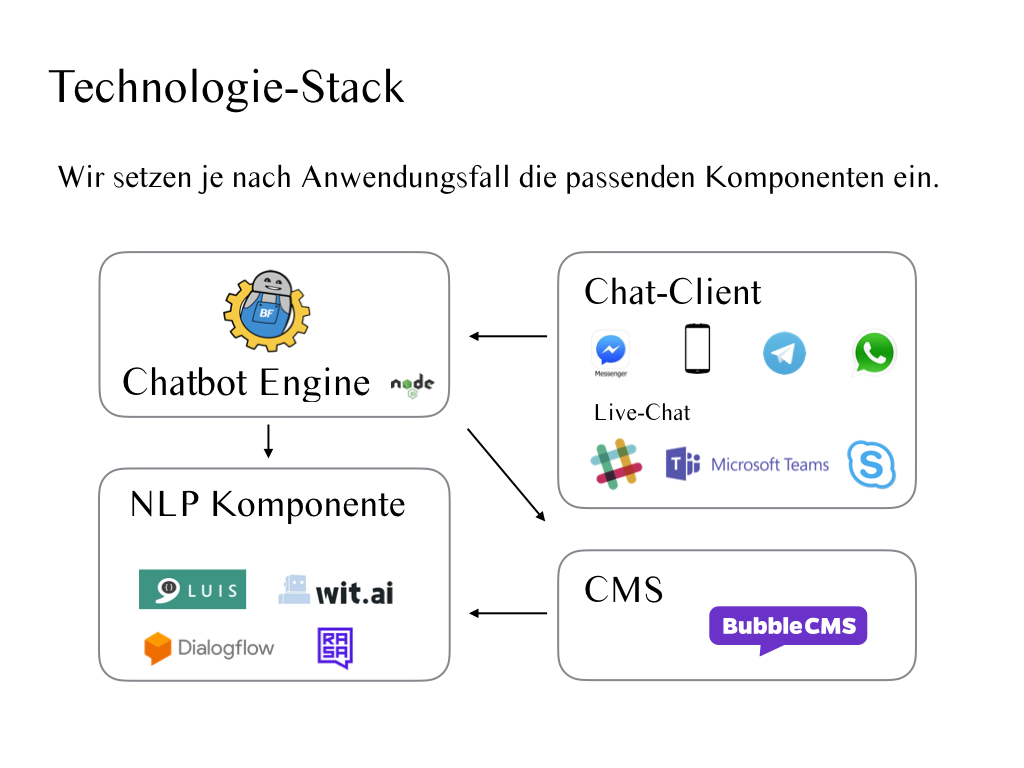 Technologie-Stack
Wir setzen je nach Anwendungsfall die passenden Komponenten ein.
BF
Chatbot Engine
node
JS
Chat-Client
Messenger
Live-Chat
T
Microsoft Teams
S
NLP Komponente
LUIS
wit.ai
Dialogflow
RASA
CMS
BubbleCMS